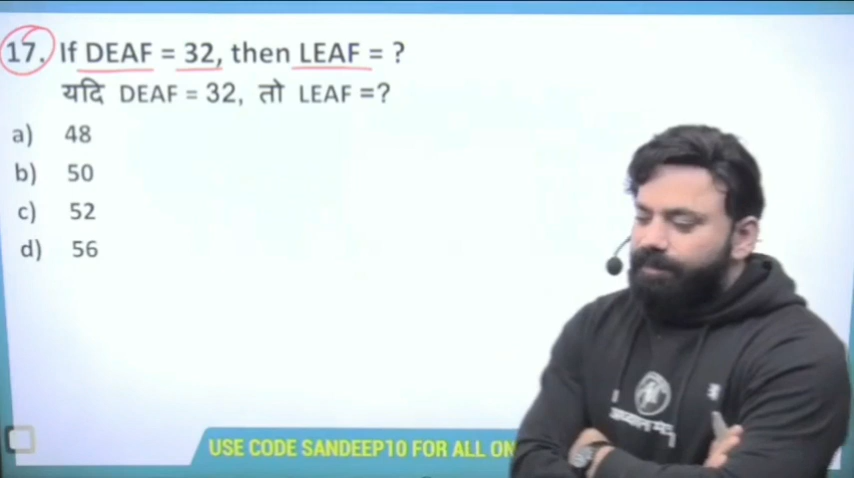 17. If DEAF = 32, then LEAF = ?
यदि DEAF = 32, तो LEAF =?
a) 48
b) 50
c) 52
d) 56
USE CODE SANDEEP10 FOR ALL ON